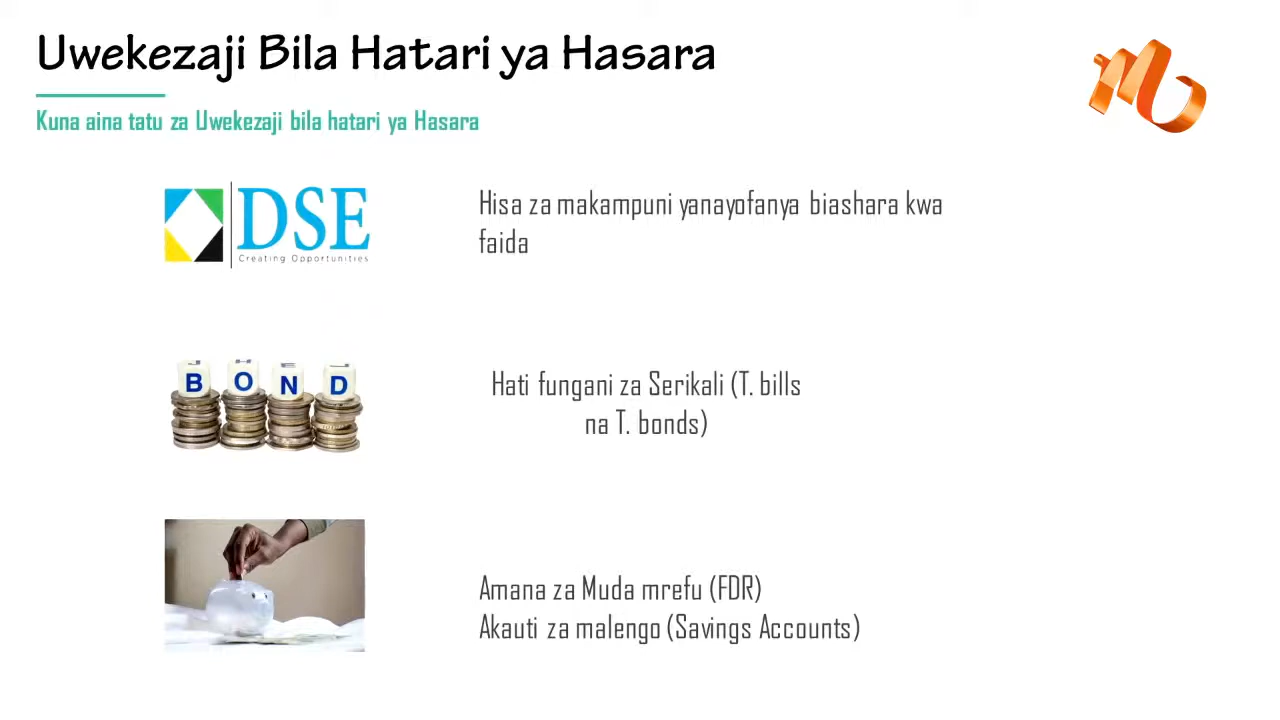 Uwekezaji Bila Hatari ya Hasara
Kuna aina tatu za Uwekezaji bila hatari ya Hasara
DSE
Creating Opportunities
Hisa za makampuni yanayofanya biashara kwa
faida
B O N D
Hati fungani za Serikali (T. bills
na T. bonds)
Amana za Muda mrefu (FDR)
Akauti za malengo (Savings Accounts)